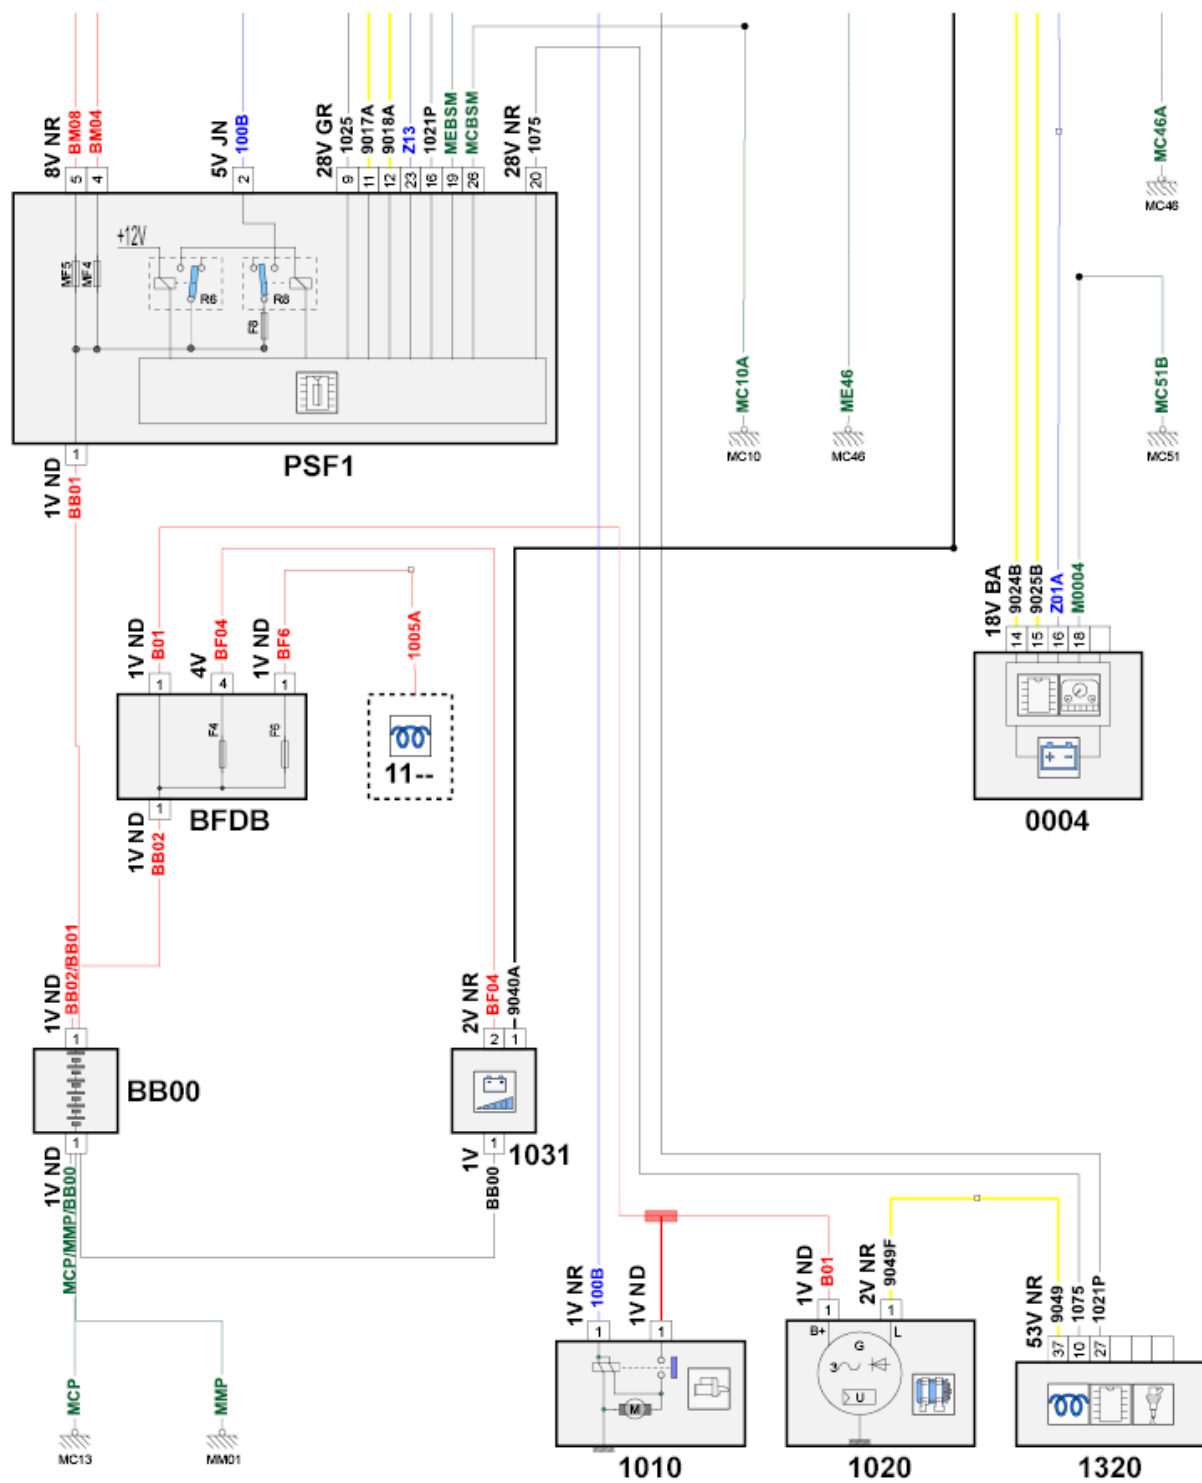 8V NR
BM08
BM04
5V JN
100B
28V GR
1025
9017A
9018A
Z13
1021P
MEBSM
MCBSM
28V NR
1075
MC46A
5
4
2
9
11
12
23
16
19
26
20
MC46
+12V
MF5
MF4
R6
R8
F8
MC10A
ME46
MC51B
MC10
MC46
MC51
1
PSF1
1V ND
BB01
1V ND
B01
4V
BF04
1V ND
BF6
1005A
18V BA
9024B
9025B
Z01A
M0004
14
15
16
18
1
4
1
F4
F6
11--
+ -
1
BFDB
0004
1V ND
BB02
1V ND
BB02/BB01
2V NR
BF04
9040A
1
2
1
BB00
1
1
1V ND
MCP/MMP/BB00
1V
BB00
1031
1V NR
100B
1V ND
1V ND
B01
2V NR
9049F
53V NR
9049
1075
1021P
1
1
1
1
37
10
27
B+
L
G
3
U
M
MCP
MMP
MC13
MM01
1010
1020
1320